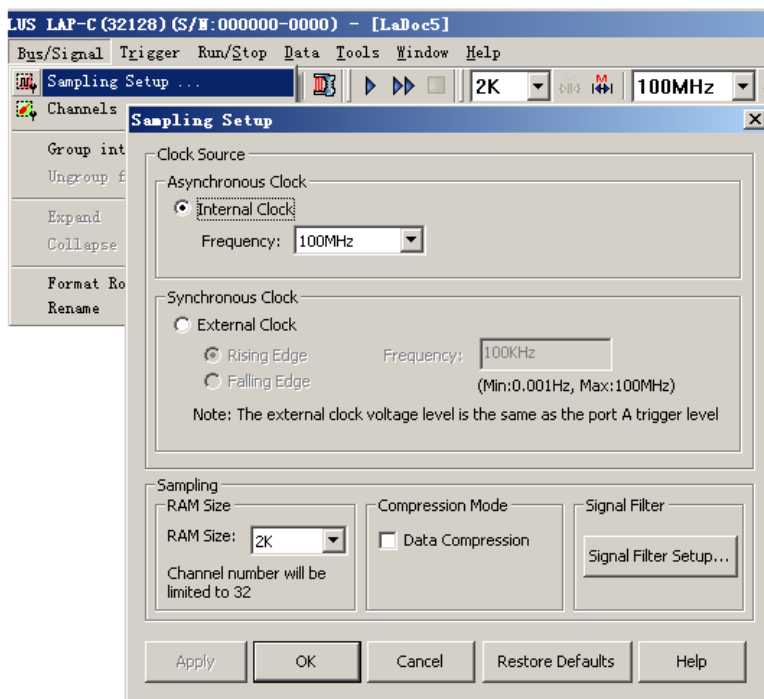 LUS LAP-C(32128)(S/N:000000-0000) - [LaDoc5]
Bus/Signal Trigger Run/Stop Data Tools Window Help
Sampling Setup ...
2K 100MHz
Channels
Sampling Setup
Group int
Ungroup f
Expand
Collapse
Format Ro
Rename
Clock Source
Asynchronous Clock
Internal Clock
Frequency: 100MHz
Synchronous Clock
External Clock
Rising Edge Frequency: 100KHz
Falling Edge (Min:0.001Hz, Max:100MHz)
Note: The external clock voltage level is the same as the port A trigger level
Sampling
RAM Size Compression Mode Signal Filter
RAM Size: 2K Data Compression Signal Filter Setup...
Channel number will be
limited to 32
Apply OK Cancel Restore Defaults Help